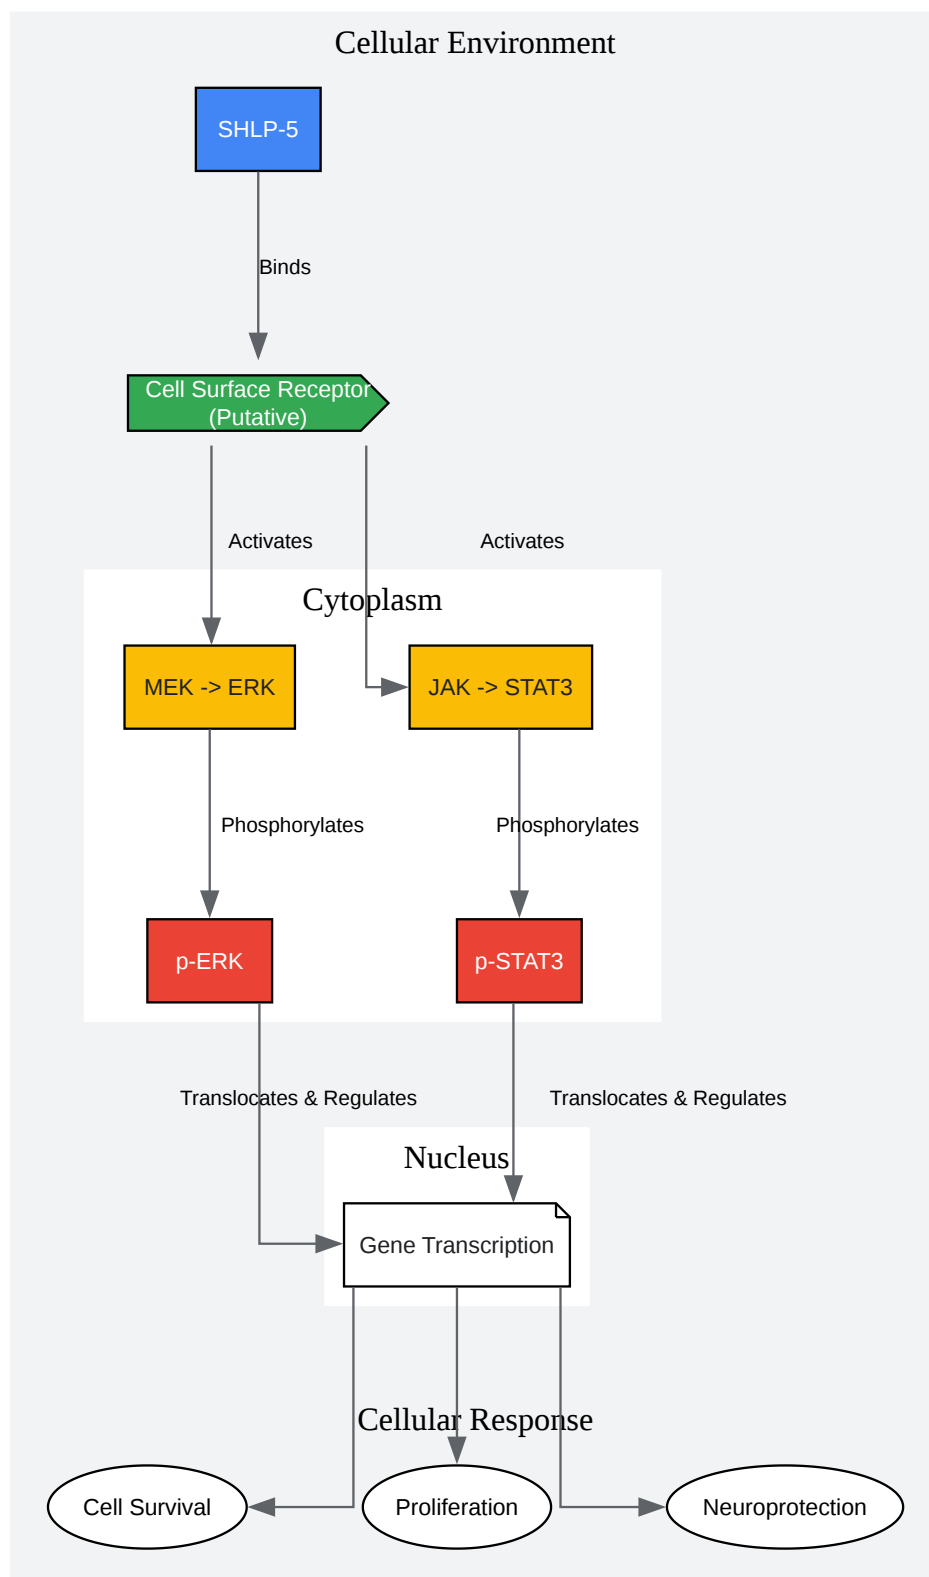 Cellular Environment
SHLP-5
Binds
Cell Surface Receptor
(Putative)
Activates
Activates
Cytoplasm
MEK -> ERK
JAK -> STAT3
Phosphorylates
Phosphorylates
p-ERK
p-STAT3
Translocates & Regulates
Translocates & Regulates
Nucleus
Gene Transcription
Cellular Response
Cell Survival
Proliferation
Neuroprotection